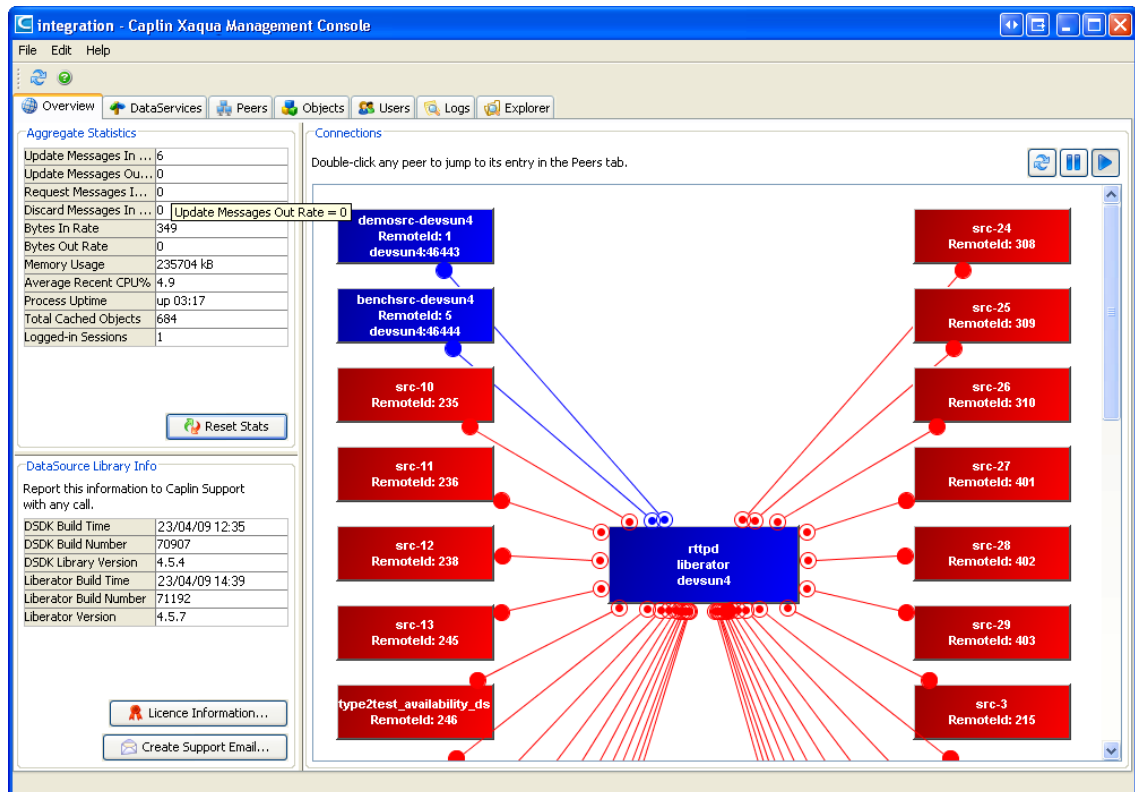 integration - Caplin Xaqua Management Console
File Edit Help
Overview DataServices Peers Objects Users Logs Explorer
Aggregate Statistics
Update Messages In ... 6
Update Messages Ou... 0
Request Messages I... 0
Discard Messages In ... 0
Update Messages Out Rate = 0
Bytes In Rate 349
Bytes Out Rate 0
Memory Usage 235704 kB
Average Recent CPU% 4.9
Process Uptime up 03:17
Total Cached Objects 684
Logged-in Sessions 1
Reset Stats
DataSource Library Info
Report this information to Caplin Support
with any call.
DSDK Build Time 23/04/09 12:35
DSDK Build Number 70907
DSDK Library Version 4.5.4
Liberator Build Time 23/04/09 14:39
Liberator Build Number 71192
Liberator Version 4.5.7
Licence Information...
Create Support Email...
Connections
Double-click any peer to jump to its entry in the Peers tab.
demosrc-devsun4
RemoteId: 1
devsun4:46443
benchsrc-devsun4
RemoteId: 5
devsun4:46444
src-10
RemoteId: 235
src-11
RemoteId: 236
src-12
RemoteId: 238
src-13
RemoteId: 245
type2test_availability_ds
RemoteId: 246
rttpd
liberator
devsun4
src-24
RemoteId: 308
src-25
RemoteId: 309
src-26
RemoteId: 310
src-27
RemoteId: 401
src-28
RemoteId: 402
src-29
RemoteId: 403
src-3
RemoteId: 215